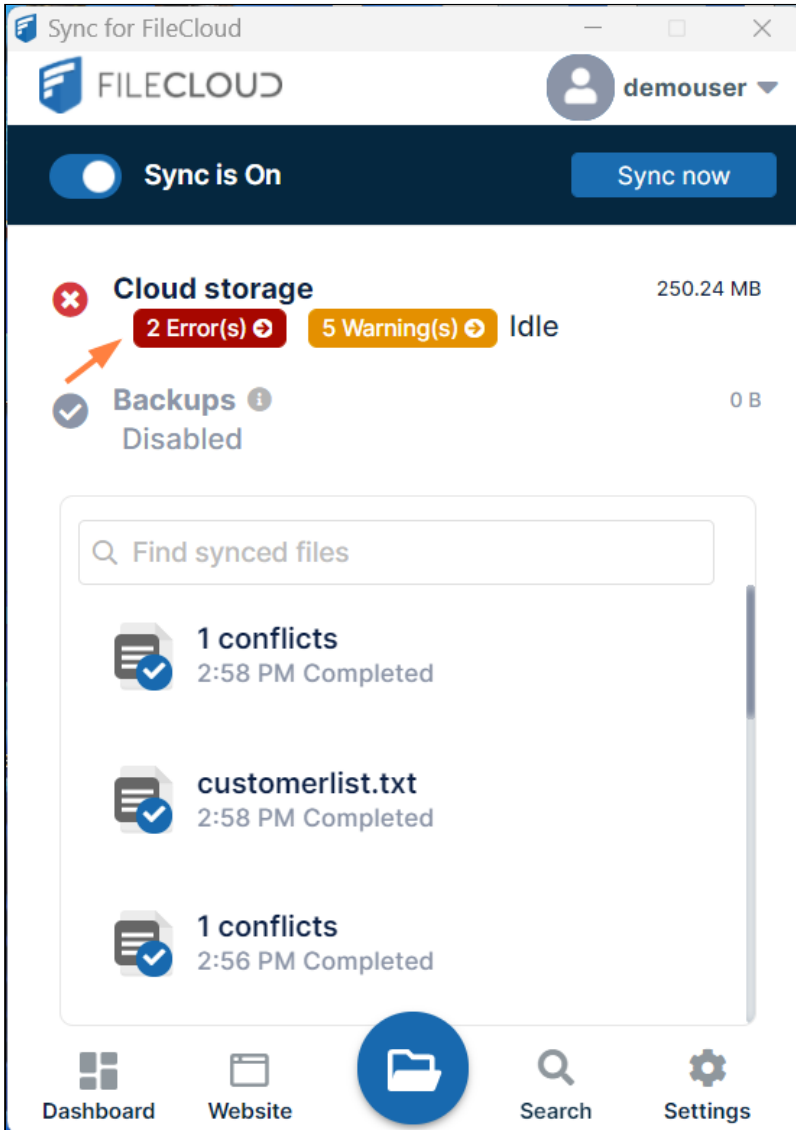 Sync for FileCloud
FILECLOUD
demouser
Sync is On
Sync now
Cloud storage
250.24 MB
2 Error(s)
5 Warning(s)
Idle
Backups
0 B
Disabled
Find synced files
1 conflicts
2:58 PM Completed
customerlist.txt
2:58 PM Completed
1 conflicts
2:56 PM Completed
Dashboard
Website
Search
Settings